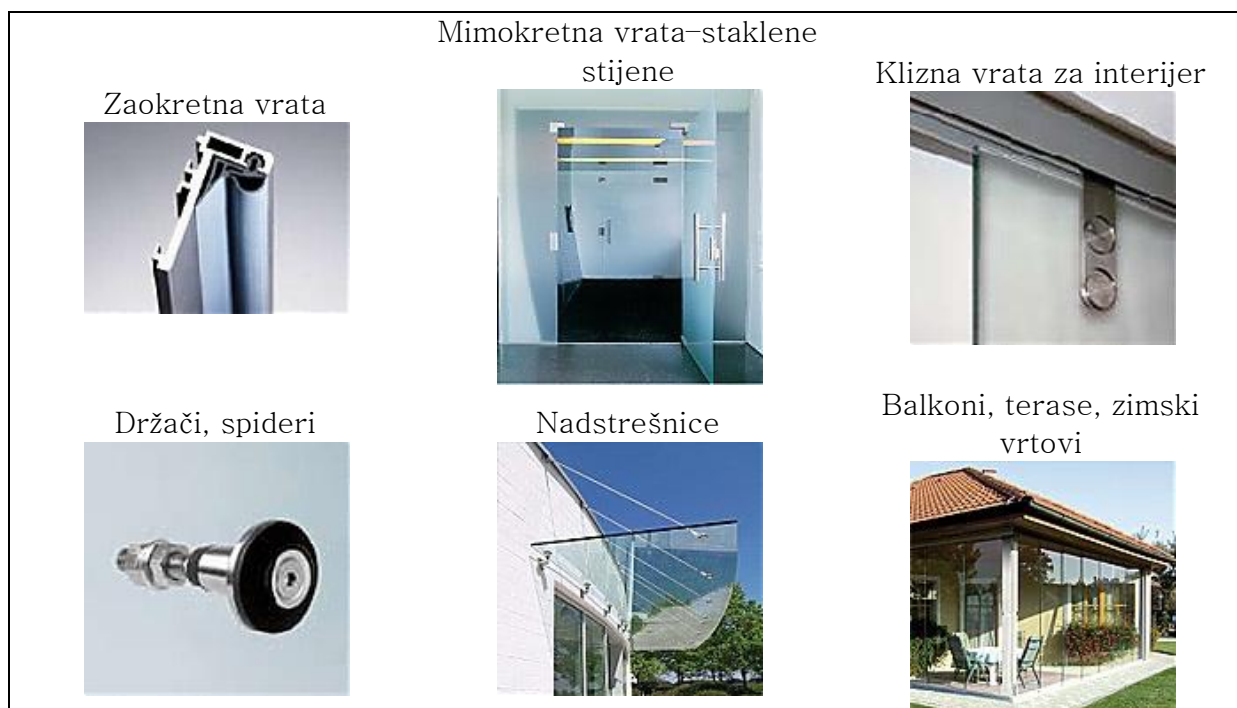 Zaokretna vrata
Mimokretna vrata-staklene
stijene
Klizna vrata za interijer
Držači, spideri
Nadstrešnice
Balkoni, terase, zimski
vrtovi